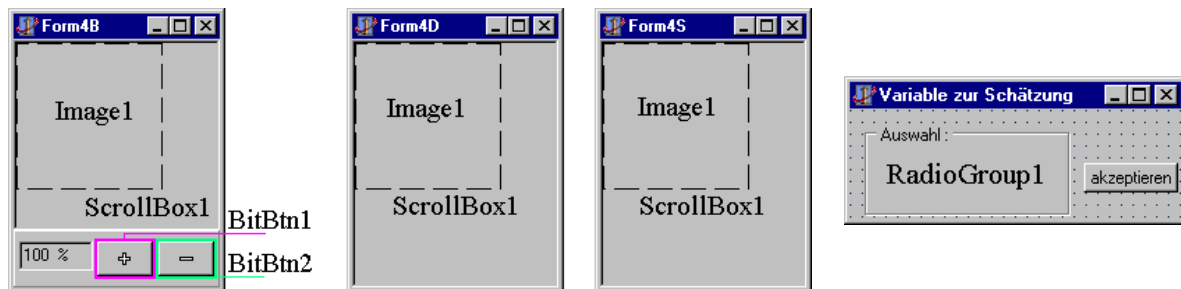 Form4B
Image1
ScrollBox1
100 %
+
-
BitBtn1
BitBtn2
Form4D
Image1
ScrollBox1
Form4S
Image1
ScrollBox1
Variable zur Schätzung
Auswahl :
RadioGroup1
akzeptieren